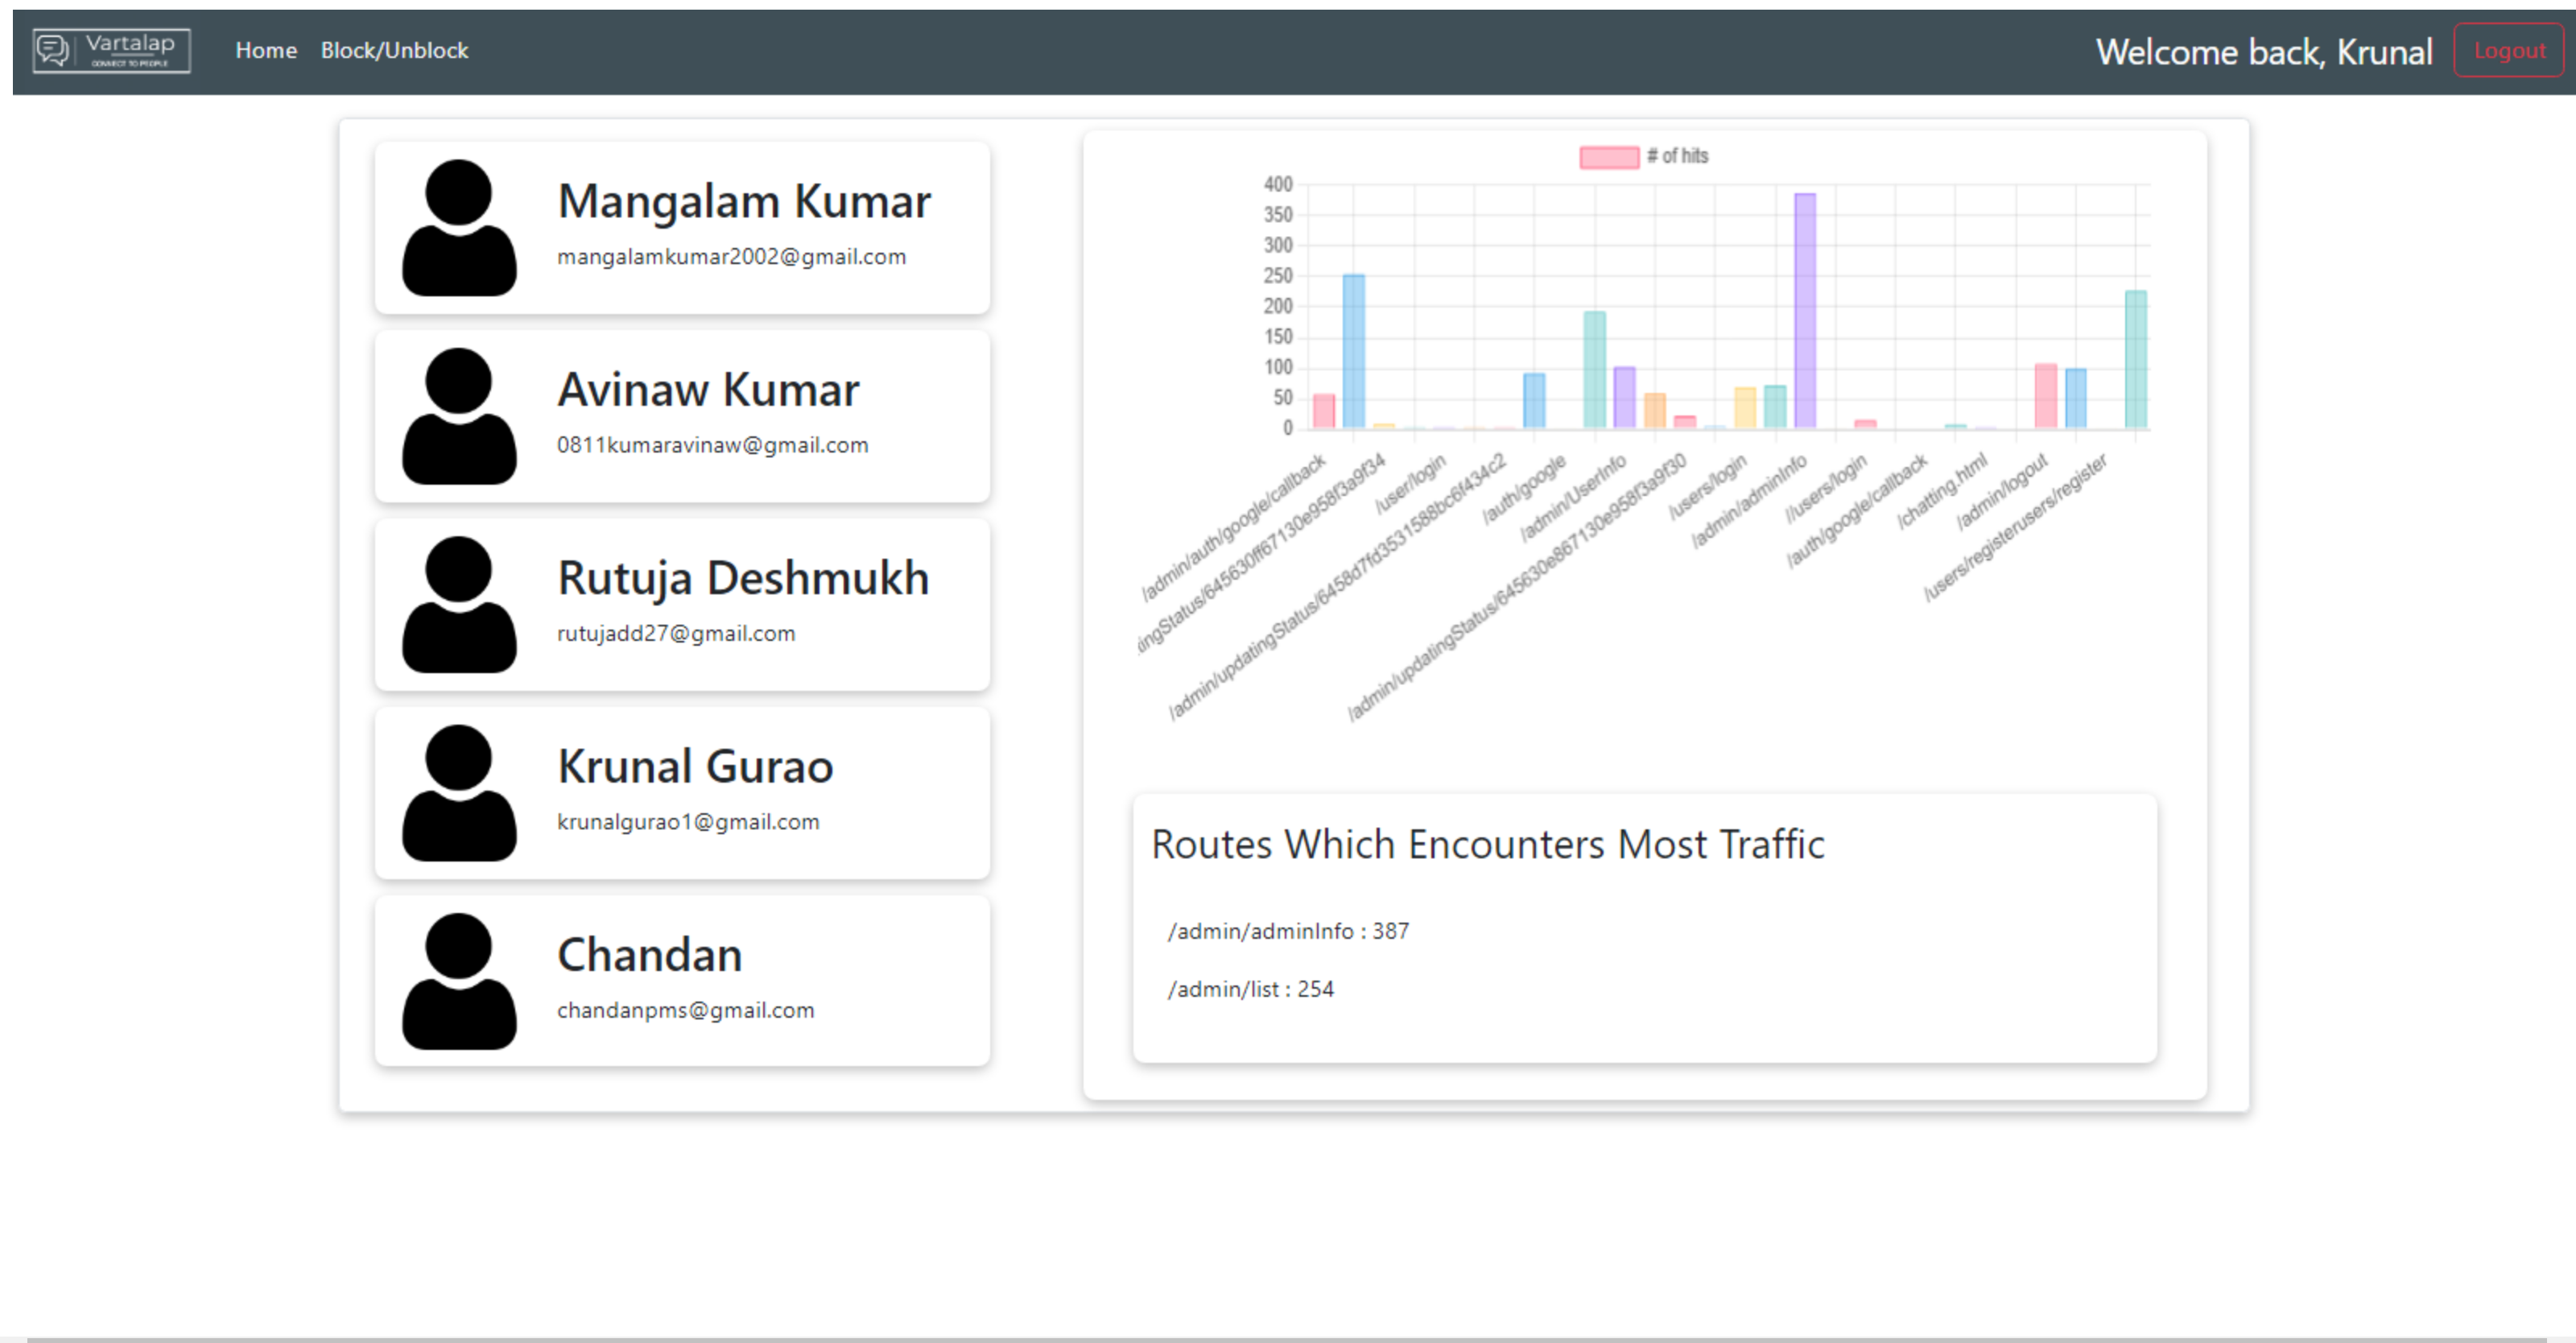 Vartalap
CONNECT TO PEOPLE
Home
Block/Unblock
Welcome back, Krunal
Logout
Mangalam Kumar
mangalamkumar2002@gmail.com
Avinaw Kumar
0811kumaravinaw@gmail.com
Rutuja Deshmukh
rutujadd27@gmail.com
Krunal Gurao
krunalgurao1@gmail.com
Chandan
chandanpms@gmail.com
# of hits
400
350
300
250
200
150
100
50
0
/admin/auth/google/callback
ingStatus/645630ff67130e958f3a9f34
/user/login
/admin/updatingStatus/6458d7fd3531588bc6f434c2
/auth/google
/admin/UserInfo
/admin/updatingStatus/645630e867130e958f3a9f30
/users/login
/admin/adminInfo
//users/login
/auth/google/callback
/chatting.html
/admin/logout
/users/registerusers/register
Routes Which Encounters Most Traffic
/admin/adminInfo : 387
/admin/list : 254